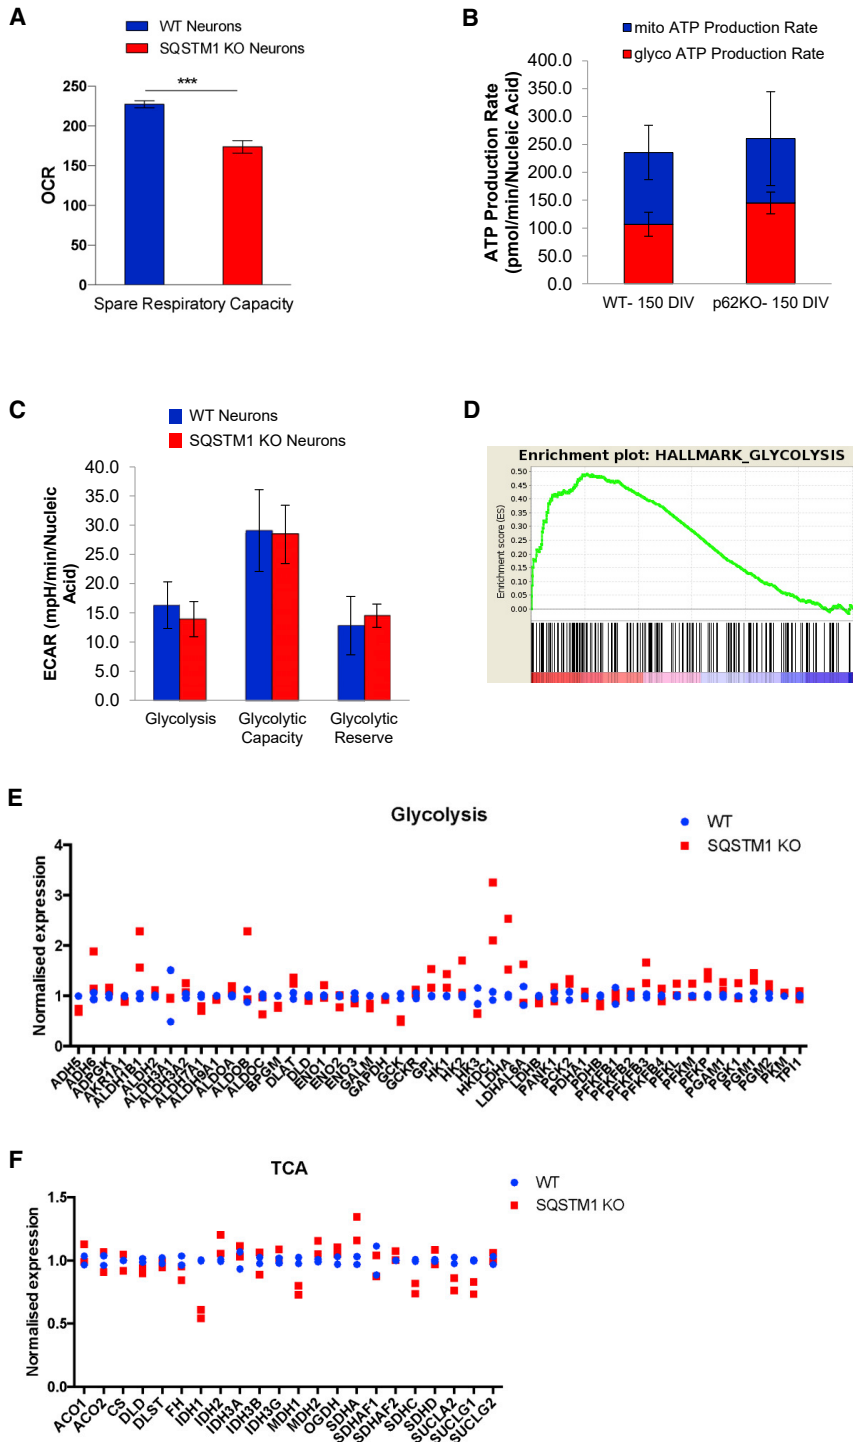 A
WT Neurons
SQSTM1 KO Neurons
***
250
200
150
100
50
0
OCR
Spare Respiratory Capacity
B
mito ATP Production Rate
glyco ATP Production Rate
400.0
350.0
300.0
250.0
200.0
150.0
100.0
50.0
0.0
ATP Production Rate
(pmol/min/Nucleic Acid)
WT- 150 DIV
p62KO- 150 DIV
C
WT Neurons
SQSTM1 KO Neurons
40.0
35.0
30.0
25.0
20.0
15.0
10.0
5.0
0.0
ECAR (mpH/min/Nucleic
Acid)
Glycolysis
Glycolytic
Capacity
Glycolytic
Reserve
D
Enrichment plot: HALLMARK_GLYCOLYSIS
0.50
0.45
0.40
0.35
0.30
0.25
0.20
0.15
0.10
0.05
0.00
Enrichment score (ES)
E
Glycolysis
WT
SQSTM1 KO
4
3
2
1
0
Normalised expression
ADH5
ADH6
ADPGK
AKR1A1
ALDH1B1
ALDH2
ALDH3A1
ALDH3A2
ALDH7A1
ALDH9A1
ALDOA
ALDOB
ALDOC
BPGM
DLAT
DLD
ENO1
ENO2
ENO3
GALM
GAPDH
GCK
GCKR
GPI
HK1
HK2
HK3
HKDC1
LDHA
LDHAL6A
LDHB
PANK1
PCK2
PDHA1
PDHB
PFKFB1
PFKFB2
PFKFB3
PFKFB4
PFKL
PFKM
PFKP
PGAM1
PGK1
PGM1
PGM2
PKM
TPI1
F
TCA
WT
SQSTM1 KO
1.5
1.0
0.5
0.0
Normalised expression
ACO1
ACO2
CS
DLD
DLST
FH
IDH1
IDH2
IDH3A
IDH3B
IDH3G
MDH1
MDH2
OGDH
SDHA
SDHAF1
SDHAF2
SDHC
SDHD
SUCLA2
SUCLG1
SUCLG2